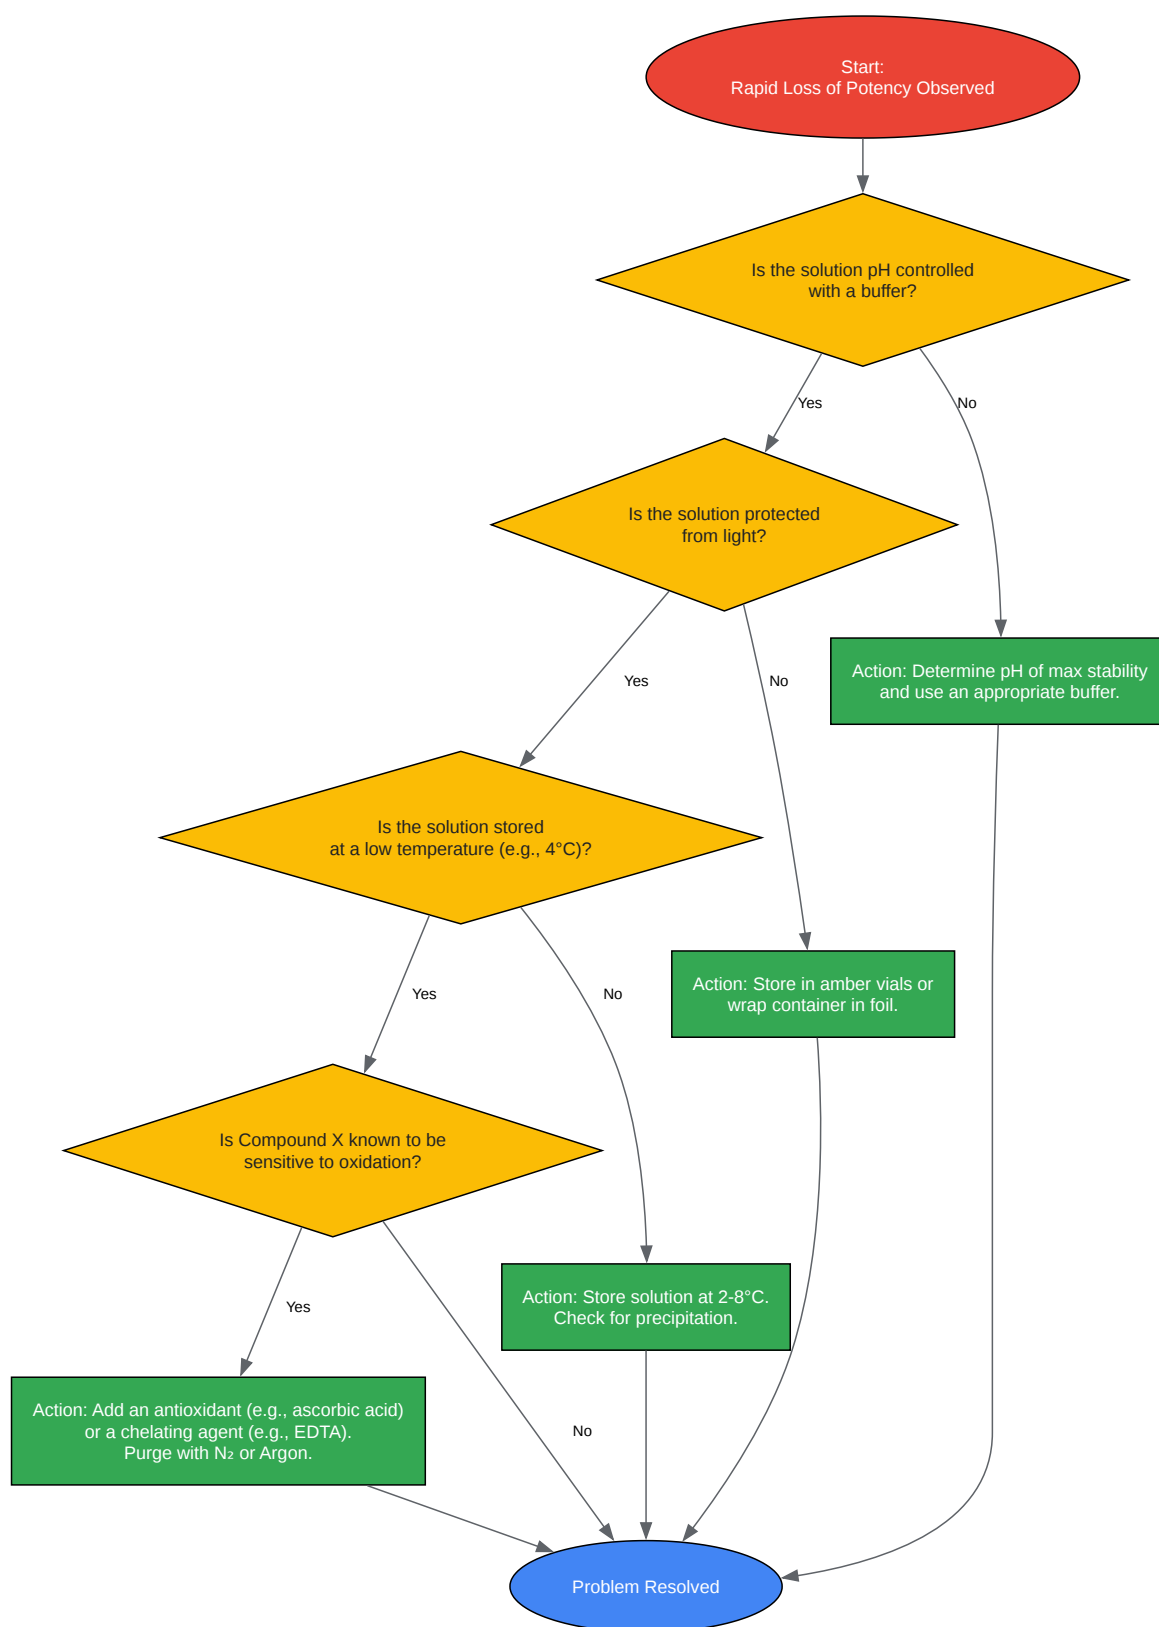 Start:
Rapid Loss of Potency Observed
Is the solution pH controlled
with a buffer?
Yes
No
Is the solution protected
from light?
Yes
No
Action: Determine pH of max stability
and use an appropriate buffer.
Is the solution stored
at a low temperature (e.g., 4°C)?
Yes
No
Action: Store in amber vials or
wrap container in foil.
Is Compound X known to be
sensitive to oxidation?
Yes
No
Action: Store solution at 2-8°C.
Check for precipitation.
Action: Add an antioxidant (e.g., ascorbic acid)
or a chelating agent (e.g., EDTA).
Purge with N₂ or Argon.
Problem Resolved